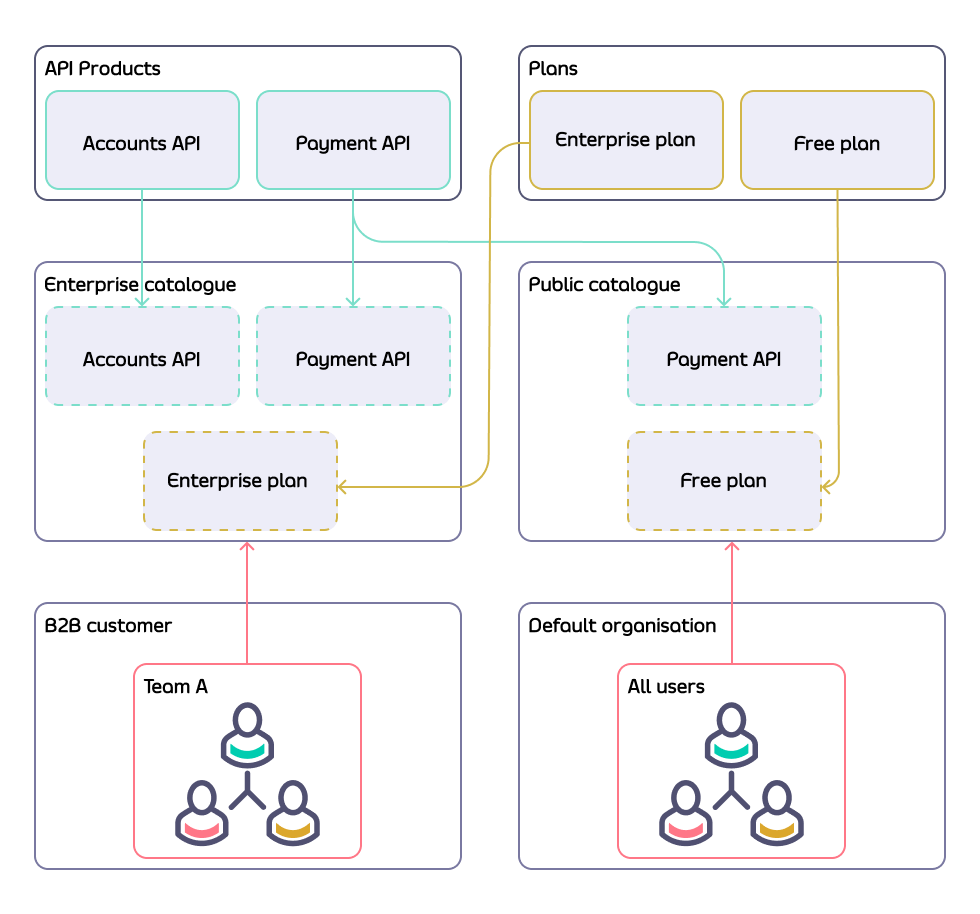 API Products
Accounts API
Payment API
Plans
Enterprise plan
Free plan
Enterprise catalogue
Accounts API
Payment API
Enterprise plan
Public catalogue
Payment API
Free plan
B2B customer
Team A
Default organisation
All users